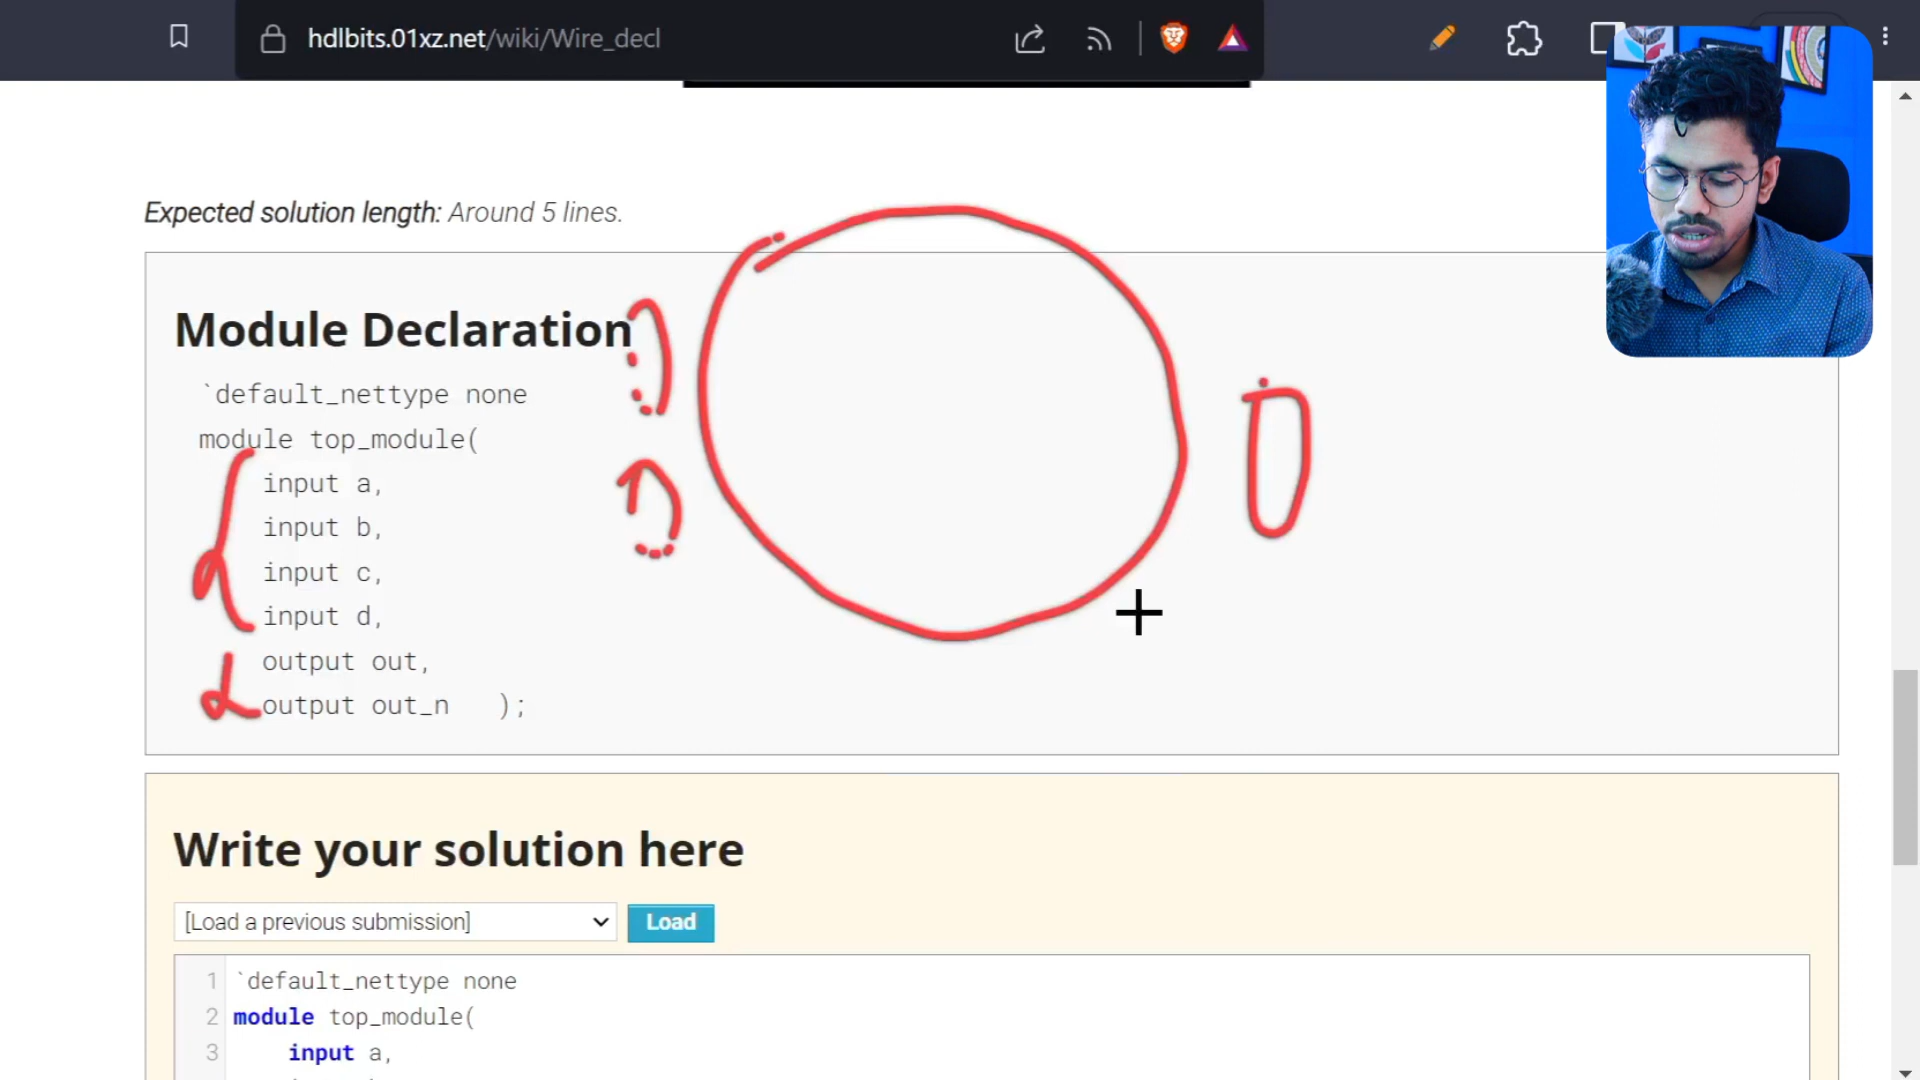 hdlbits.01xz.net/wiki/Wire_decl
Expected solution length: Around 5 lines.
Module Declaration
`default_nettype none
module top_module(
input a,
input b,
input c,
input d,
output out,
output out_n );
Write your solution here
[Load a previous submission]
Load
1 `default_nettype none
2 module top_module(
3 input a,